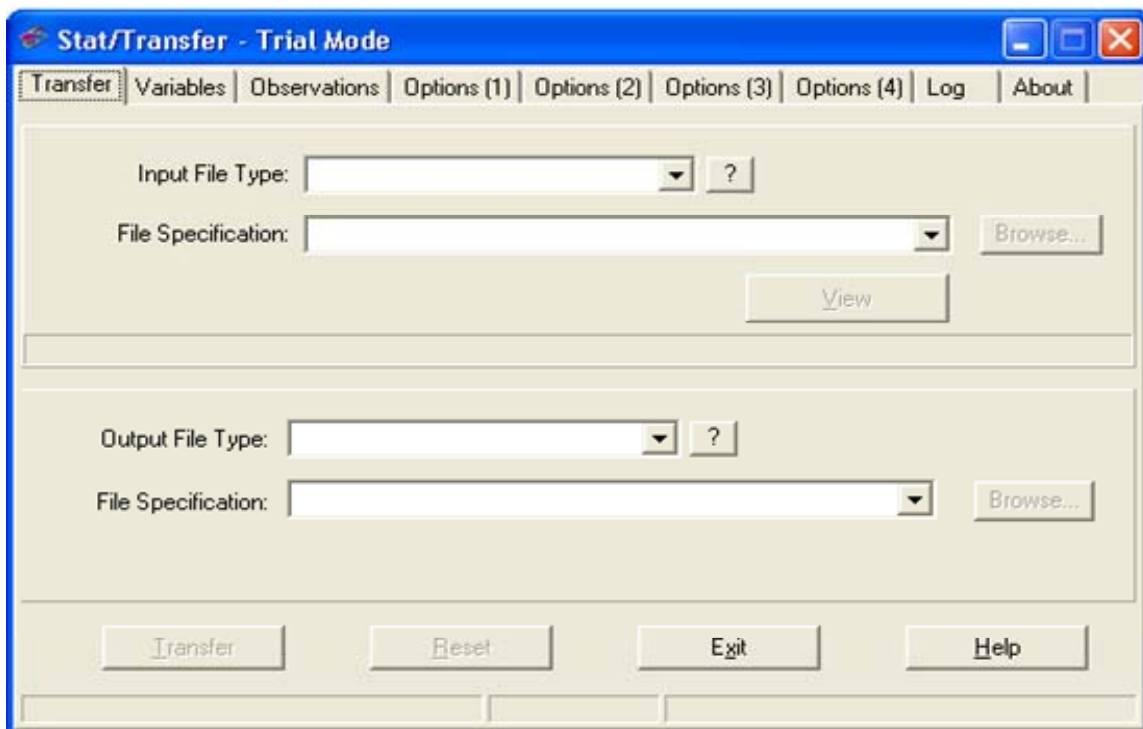 Stat/Transfer - Trial Mode
Transfer Variables Observations Options (1) Options (2) Options (3) Options (4) Log About
Input File Type: ?
File Specification: Browse...
View
Output File Type: ?
File Specification: Browse...
Transfer Reset Exit Help